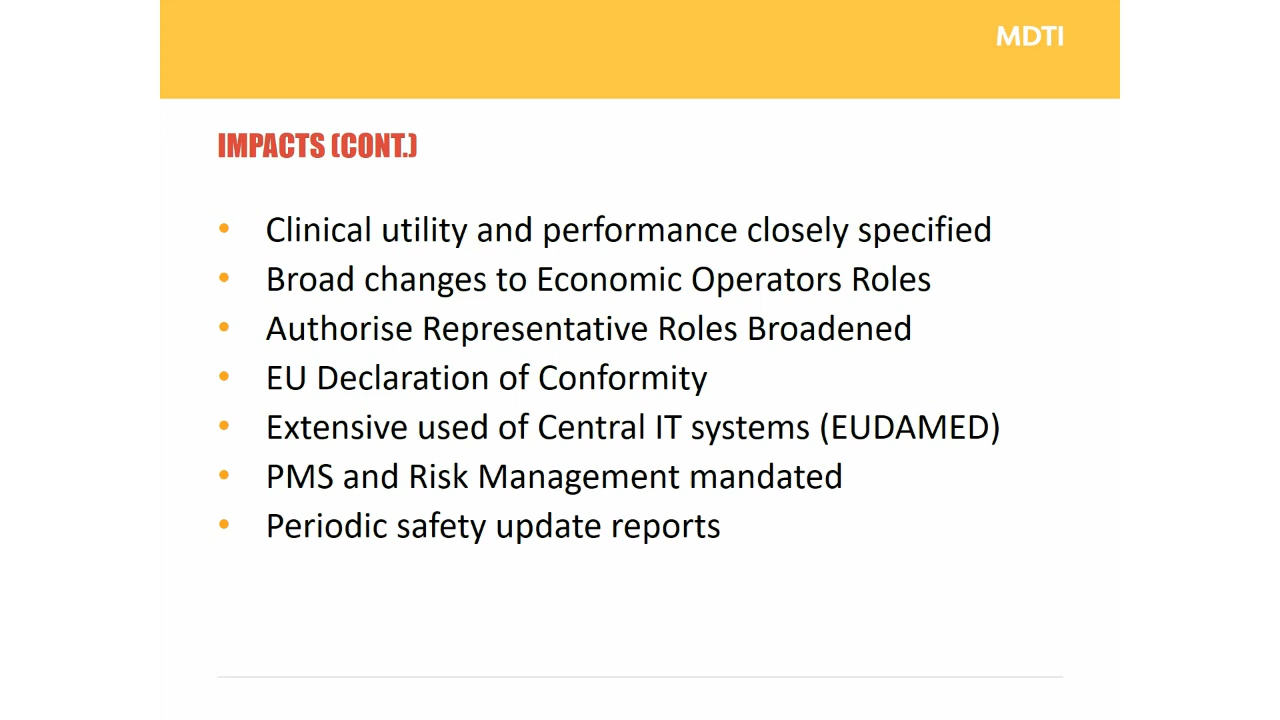 MDTI
IMPACTS (CONT.)
• Clinical utility and performance closely specified
• Broad changes to Economic Operators Roles
• Authorise Representative Roles Broadened
• EU Declaration of Conformity
• Extensive used of Central IT systems (EUDAMED)
• PMS and Risk Management mandated
• Periodic safety update reports